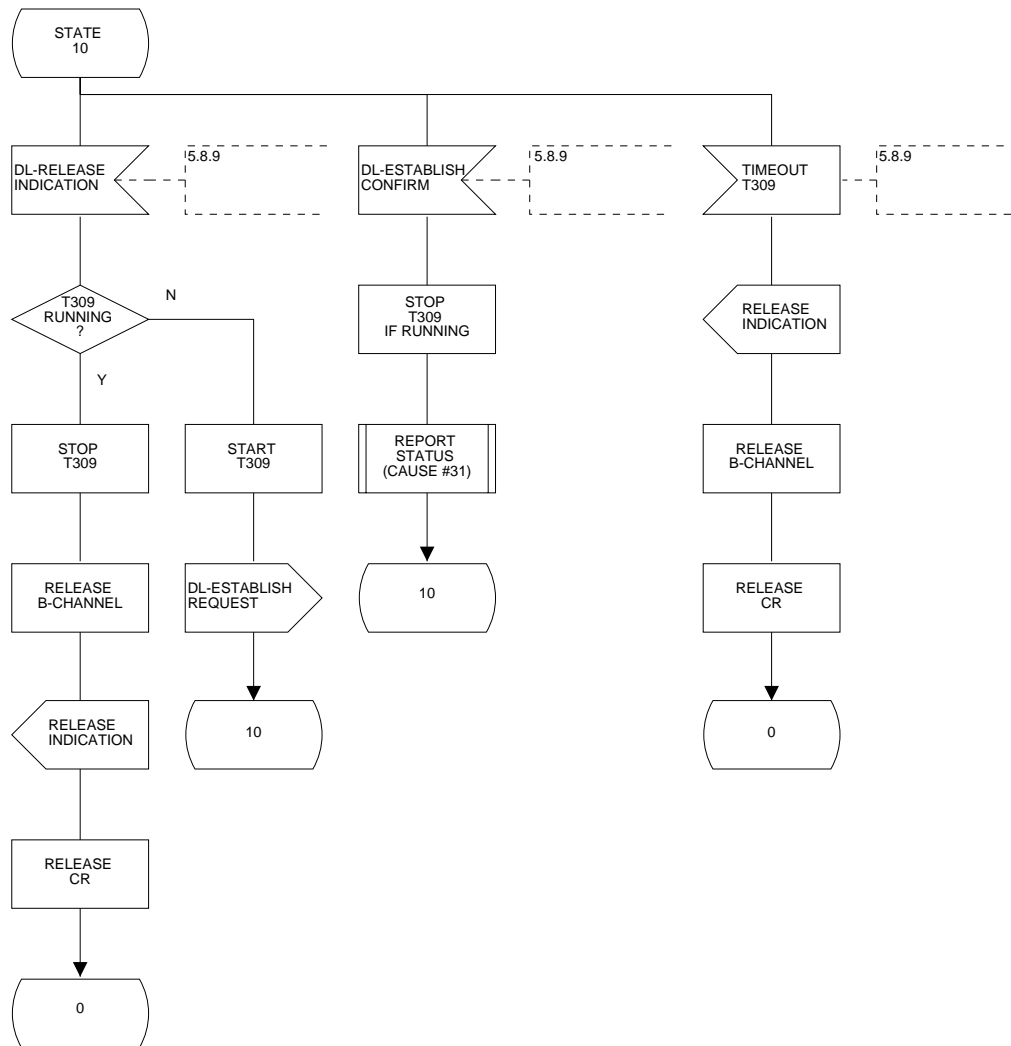 STATE
10
DL-RELEASE
INDICATION
5.8.9
DL-ESTABLISH
CONFIRM
5.8.9
TIMEOUT
T309
5.8.9
T309
RUNNING
?
N
Y
STOP
T309
IF RUNNING
RELEASE
INDICATION
STOP
T309
START
T309
REPORT
STATUS
(CAUSE #31)
RELEASE
B-CHANNEL
RELEASE
B-CHANNEL
DL-ESTABLISH
REQUEST
10
RELEASE
CR
RELEASE
INDICATION
10
0
RELEASE
CR
0